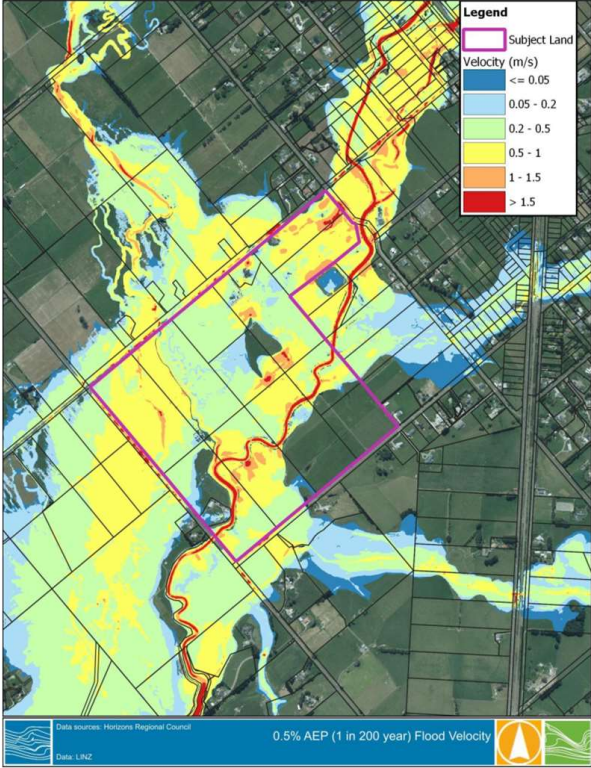 Legend
Subject Land
Velocity (m/s)
<= 0.05
0.05 - 0.2
0.2 - 0.5
0.5 - 1
1 - 1.5
> 1.5
Data sources: Horizons Regional Council
0.5% AEP (1 in 200 year) Flood Velocity
Data: LINZ